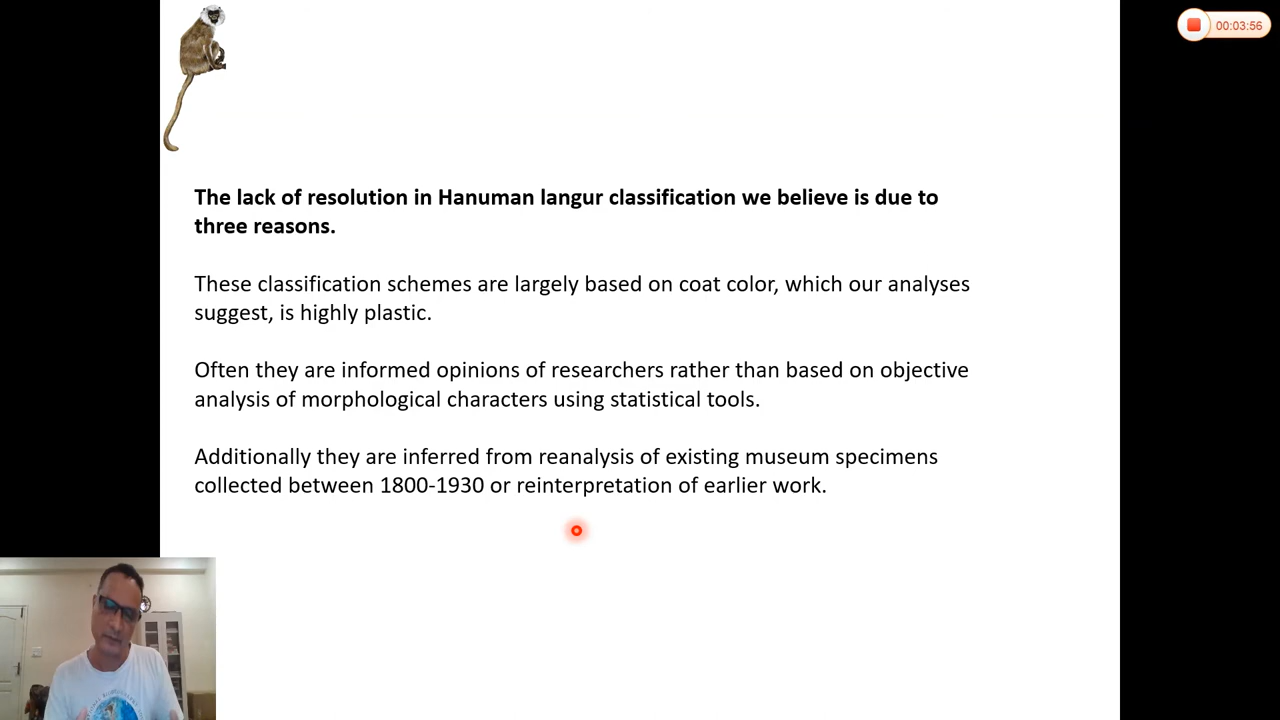 00:03:56
The lack of resolution in Hanuman langur classification we believe is due to
three reasons.
These classification schemes are largely based on coat color, which our analyses
suggest, is highly plastic.
Often they are informed opinions of researchers rather than based on objective
analysis of morphological characters using statistical tools.
Additionally they are inferred from reanalysis of existing museum specimens
collected between 1800-1930 or reinterpretation of earlier work.